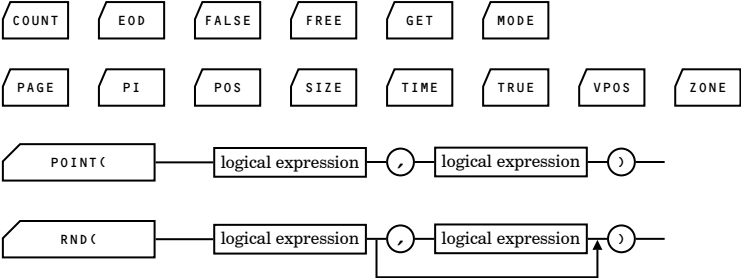 COUNT EOD FALSE FREE GET MODE
PAGE PI POS SIZE TIME TRUE VPOS ZONE
POINT( logical expression , logical expression )
RND( logical expression , logical expression )